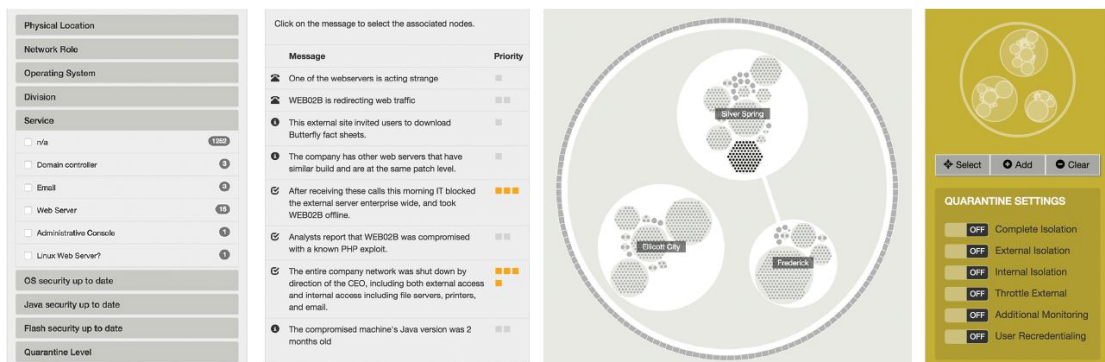 Physical Location
Network Role
Operating System
Division
Service
n/a 1252
Domain controller 3
Email 3
Web Server 15
Administrative Console 1
Linux Web Server? 1
OS security up to date
Java security up to date
Flash security up to date
Quarantine Level
Click on the message to select the associated nodes.
Message Priority
One of the webservers is acting strange
WEB02B is redirecting web traffic
This external site invited users to download
Butterfly fact sheets.
The company has other web servers that have
similar build and are at the same patch level.
After receiving these calls this morning IT blocked
the external server enterprise wide, and took
WEB02B offline.
Analysts report that WEB02B was compromised
with a known PHP exploit.
The entire company network was shut down by
direction of the CEO, including both external access
and internal access including file servers, printers,
and email.
The compromised machine's Java version was 2
months old
Silver Spring
Ellicott City
Frederick
Select Add Clear
QUARANTINE SETTINGS
OFF Complete Isolation
OFF External Isolation
OFF Internal Isolation
OFF Throttle External
OFF Additional Monitoring
OFF User Recredentialing